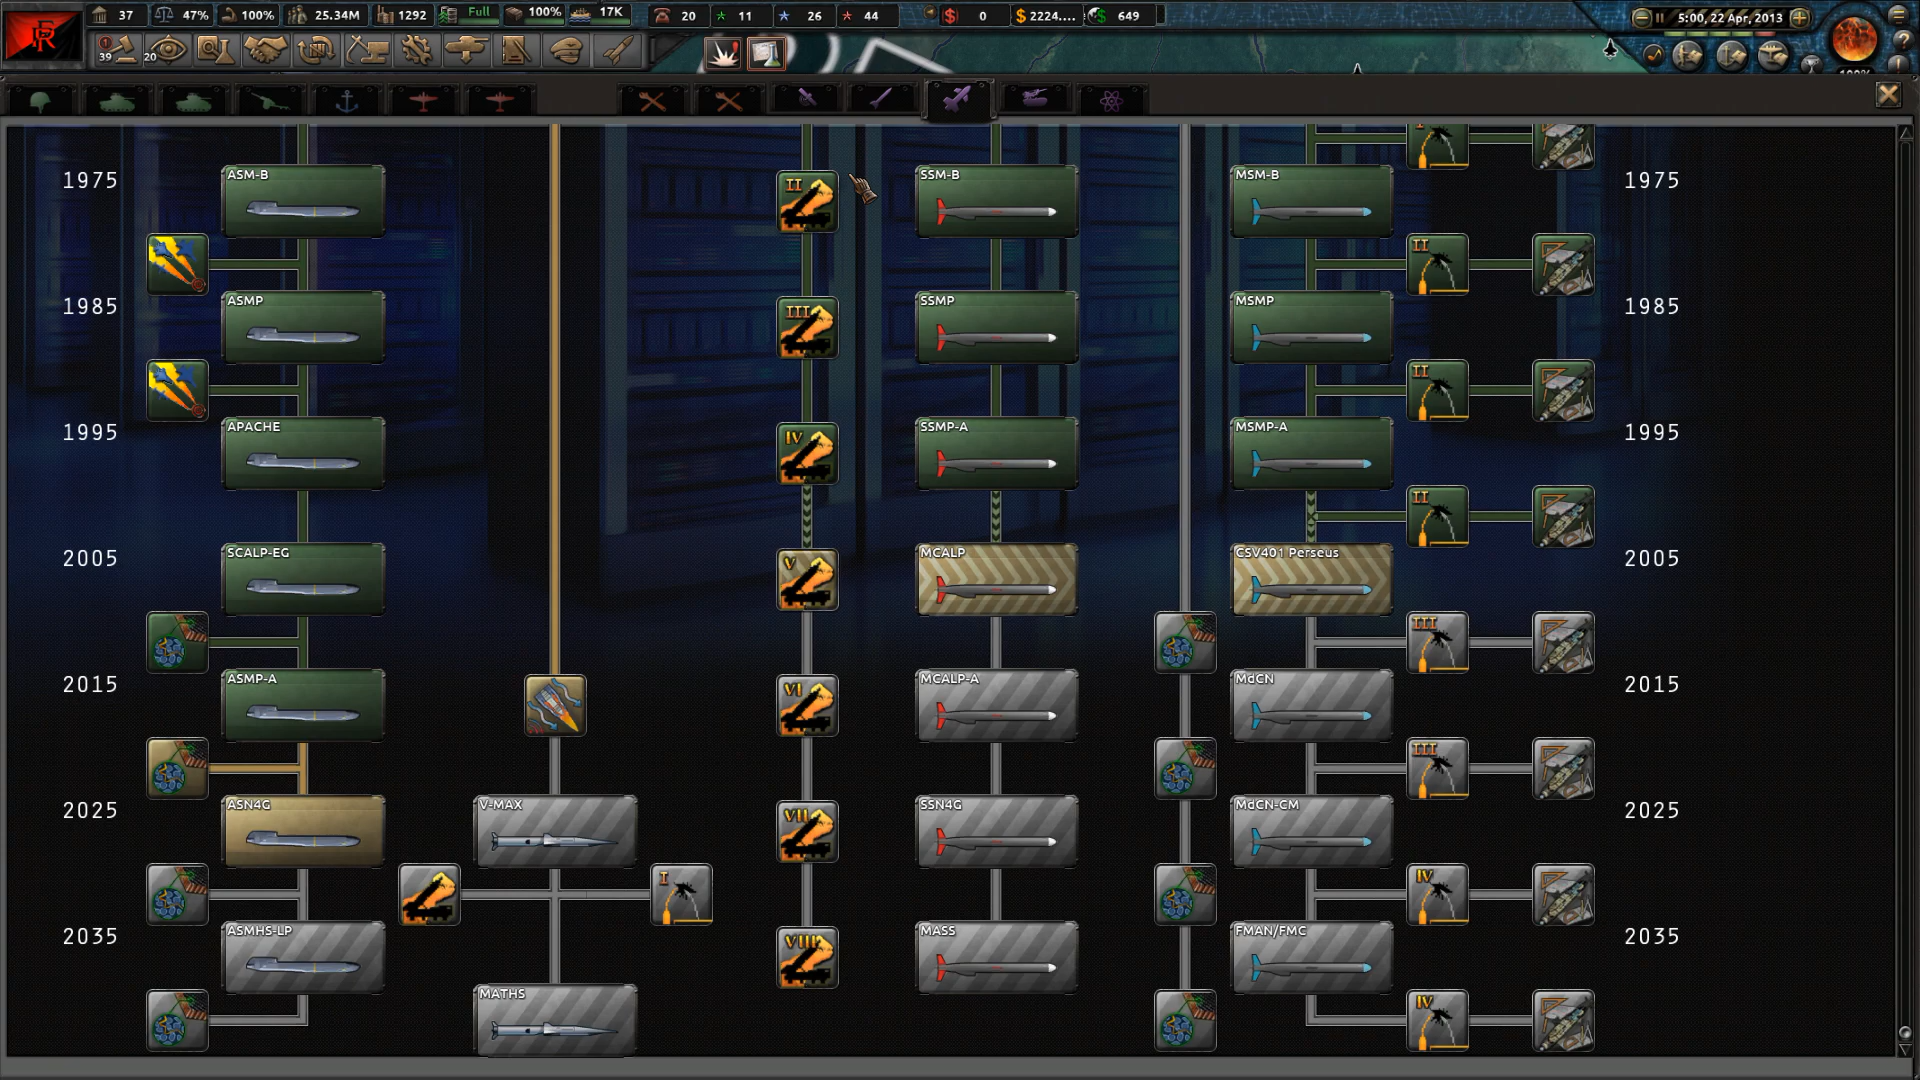 37 47% 100% 25.34M 1292 Full 100% 17K 20 11 26 44 0 2224.... 649 5:00, 22 Apr, 2013
39 20
1975 ASM-B II SSM-B MSM-B 1975
II
1985 ASMP III SSMP MSMP 1985
II
1995 APACHE IV SSMP-A MSMP-A 1995
II
2005 SCALP-EG V MCALP CSV401 Perseus 2005
III
2015 ASMP-A VI MCALP-A MdCN 2015
III
2025 ASN4G V-MAX VII SSN4G MdCN-CM 2025
I IV
2035 ASMHS-LP VIII MASS FMAN/FMC 2035
MATHS IV